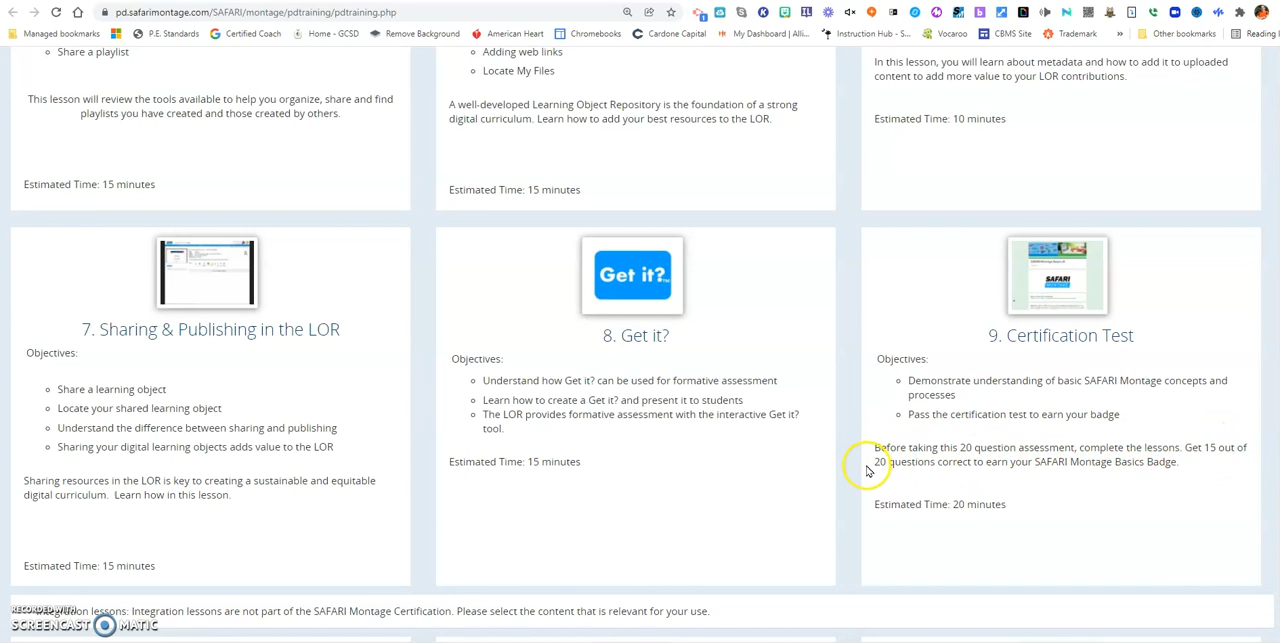 pd.safarimontage.com/SAFARI/montage/pdtraining/pdtraining.php
Managed bookmarks
P.E. Standards
Certified Coach
Home - GCSD
Remove Background
American Heart
Chromebooks
Cardone Capital
My Dashboard | Alli...
Instruction Hub - S...
Vocaroo
CBMS Site
Trademark
»
Other bookmarks
Reading
Share a playlist
This lesson will review the tools available to help you organize, share and find
playlists you have created and those created by others.
Estimated Time: 15 minutes
Adding web links
Locate My Files
A well-developed Learning Object Repository is the foundation of a strong
digital curriculum. Learn how to add your best resources to the LOR.
Estimated Time: 15 minutes
In this lesson, you will learn about metadata and how to add it to uploaded
content to add more value to your LOR contributions.
Estimated Time: 10 minutes
7. Sharing & Publishing in the LOR
Objectives:
Share a learning object
Locate your shared learning object
Understand the difference between sharing and publishing
Sharing your digital learning objects adds value to the LOR
Sharing resources in the LOR is key to creating a sustainable and equitable
digital curriculum. Learn how in this lesson.
Estimated Time: 15 minutes
Get it?
8. Get it?
Objectives:
Understand how Get it? can be used for formative assessment
Learn how to create a Get it? and present it to students
The LOR provides formative assessment with the interactive Get it?
tool.
Estimated Time: 15 minutes
SAFARI
MONTAGE
9. Certification Test
Objectives:
Demonstrate understanding of basic SAFARI Montage concepts and
processes
Pass the certification test to earn your badge
Before taking this 20 question assessment, complete the lessons. Get 15 out of
20 questions correct to earn your SAFARI Montage Basics Badge.
Estimated Time: 20 minutes
Integration lessons: Integration lessons are not part of the SAFARI Montage Certification. Please select the content that is relevant for your use.
RECORDED WITH
SCREENCAST MATIC